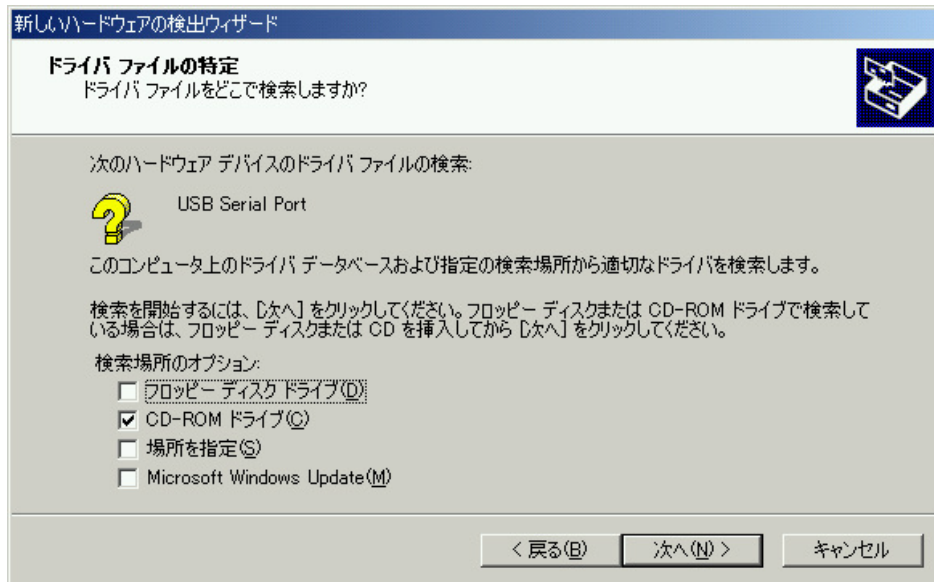 新しいハードウェアの検出ウィザード
ドライバ ファイルの特定
ドライバ ファイルをどこで検索しますか?
次のハードウェア デバイスのドライバ ファイルの検索:
USB Serial Port
このコンピュータ上のドライバ データベースおよび指定の検索場所から適切なドライバを検索します。
検索を開始するには、[次へ] をクリックしてください。フロッピー ディスクまたは CD-ROM ドライブで検索して
いる場合は、フロッピー ディスクまたは CD を挿入してから [次へ] をクリックしてください。
検索場所のオプション:
フロッピー ディスク ドライブ(D)
CD-ROM ドライブ(C)
場所を指定(S)
Microsoft Windows Update(M)
< 戻る(B) 次へ(N) > キャンセル